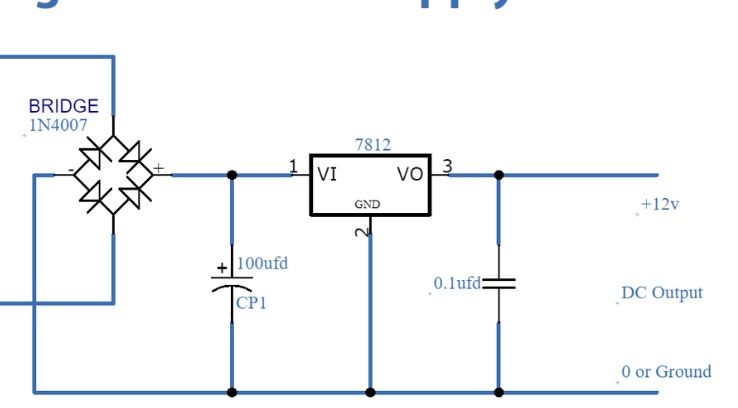 BRIDGE
1N4007
-
+
7812
1
VI
VO
3
GND
2
+12v
+
100ufd
CP1
0.1ufd
DC Output
0 or Ground